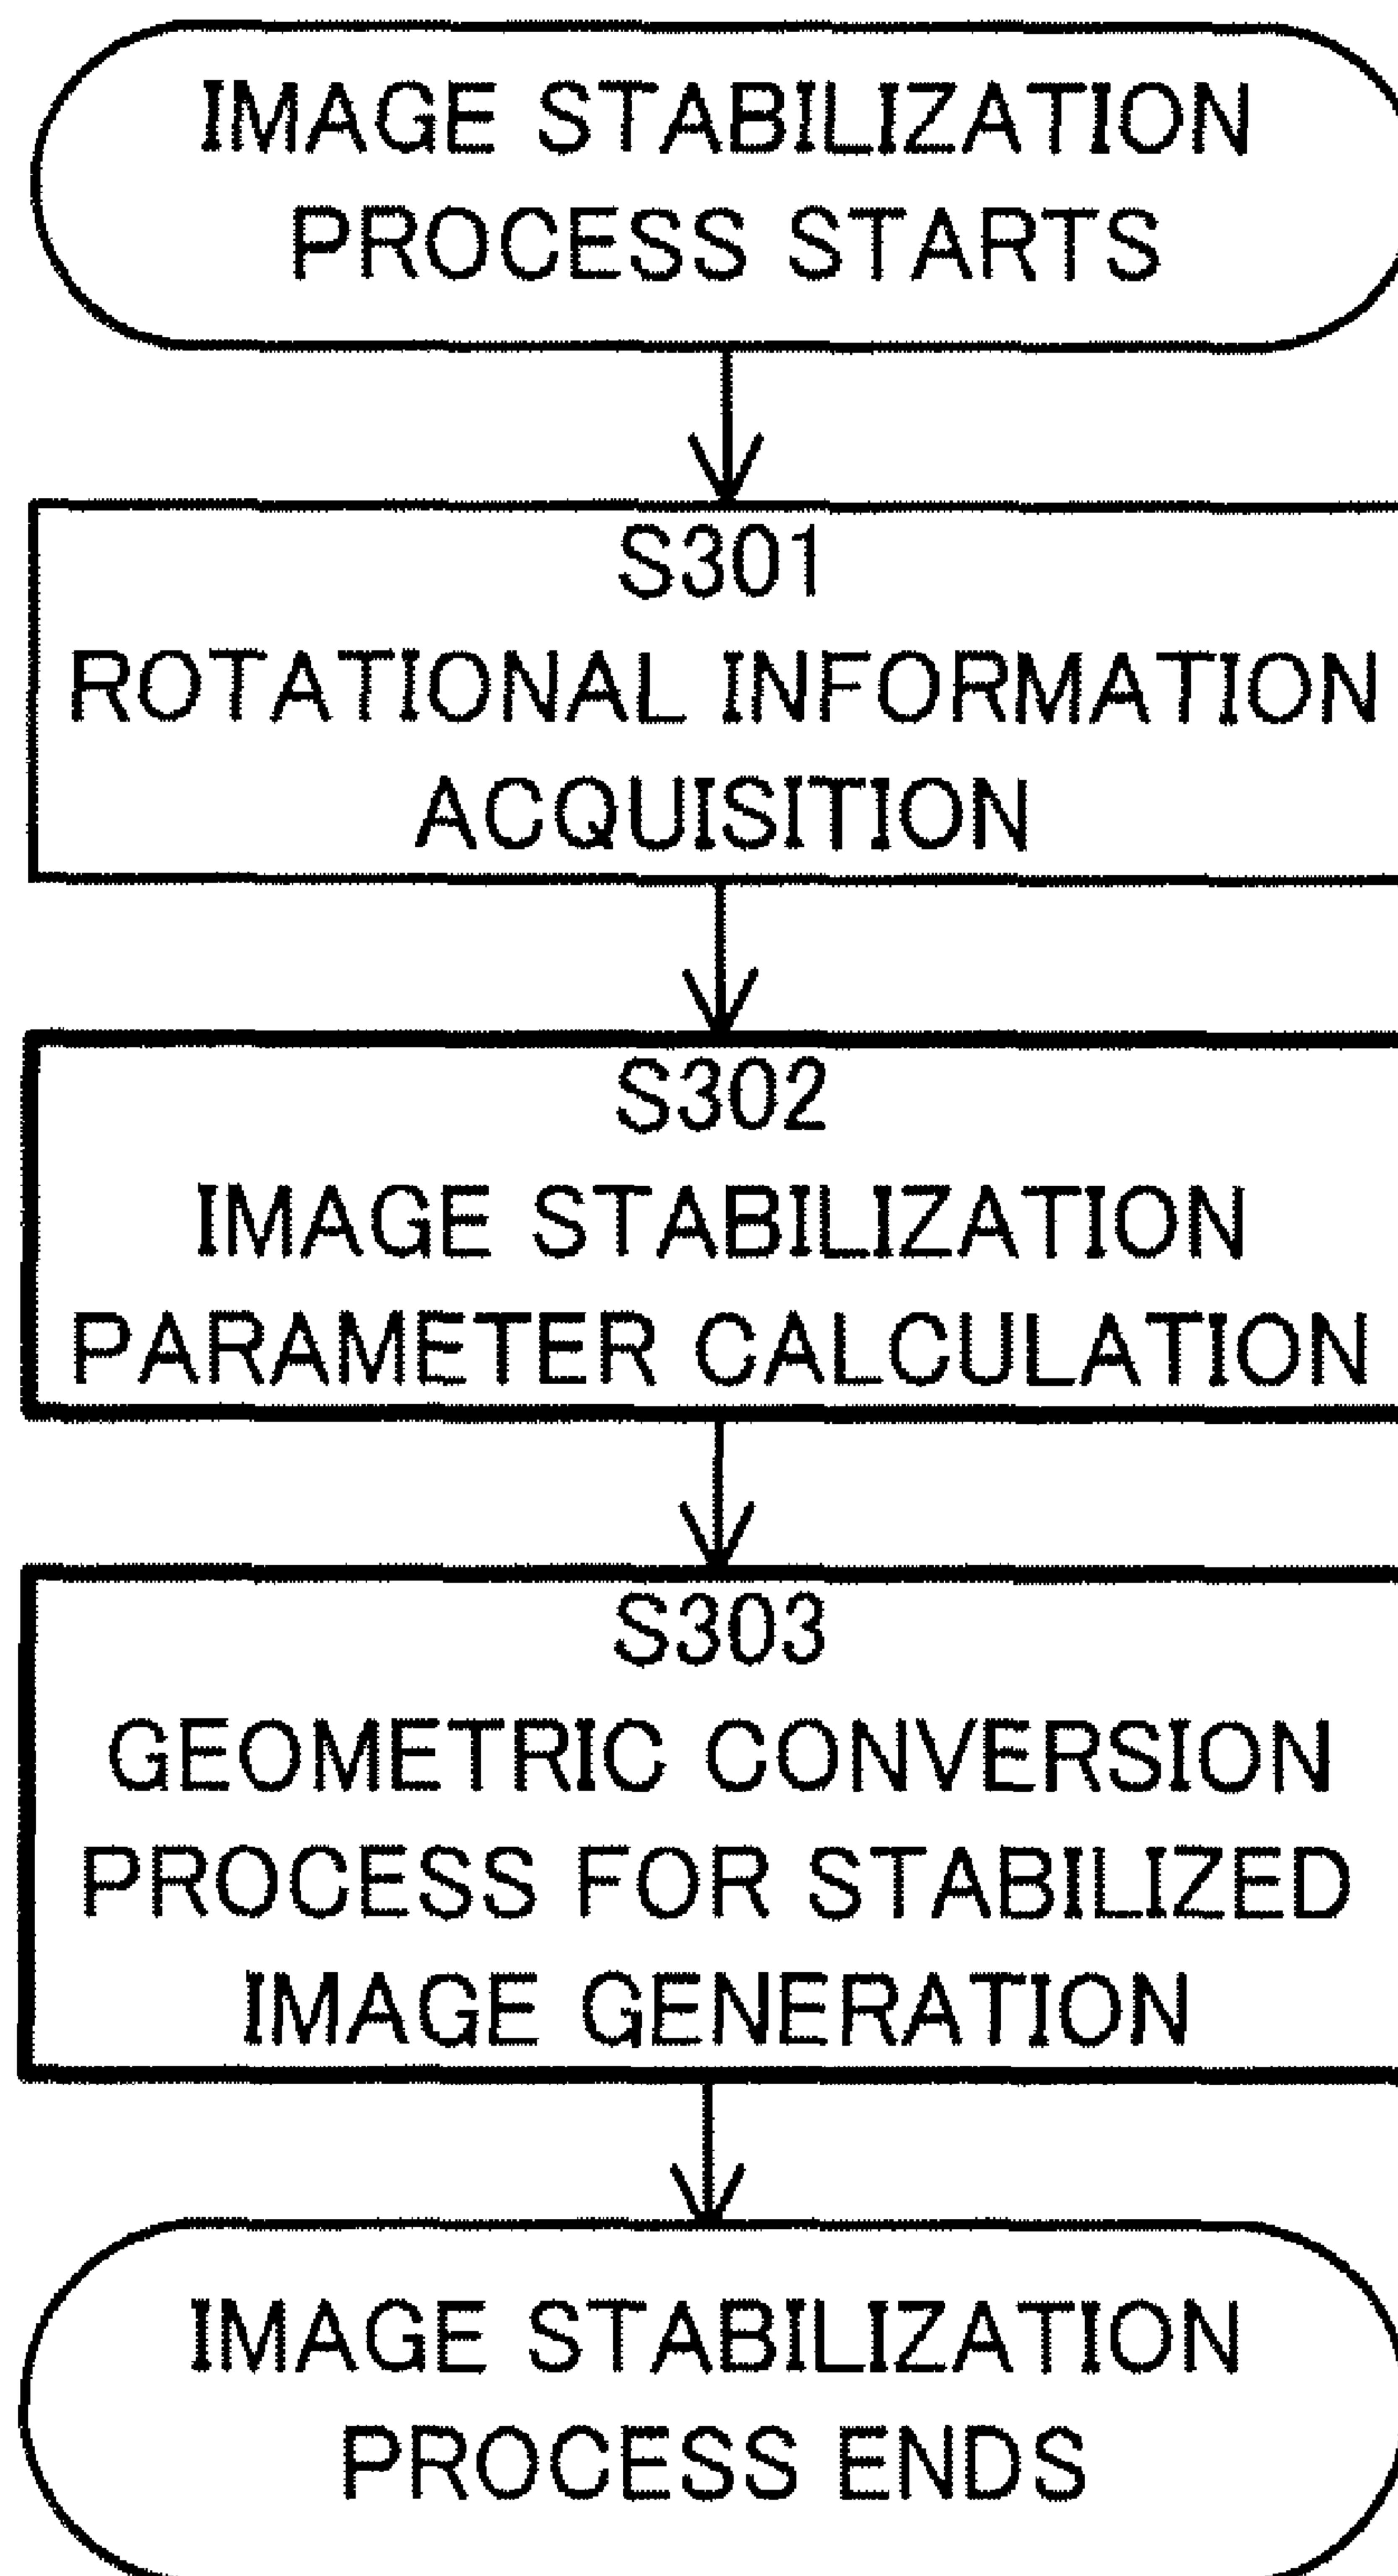 IMAGE STABILIZATION
PROCESS STARTS
S301
ROTATIONAL INFORMATION
ACQUISITION
S302
IMAGE STABILIZATION
PARAMETER CALCULATION
S303
GEOMETRIC CONVERSION
PROCESS FOR STABILIZED
IMAGE GENERATION
IMAGE STABILIZATION
PROCESS ENDS